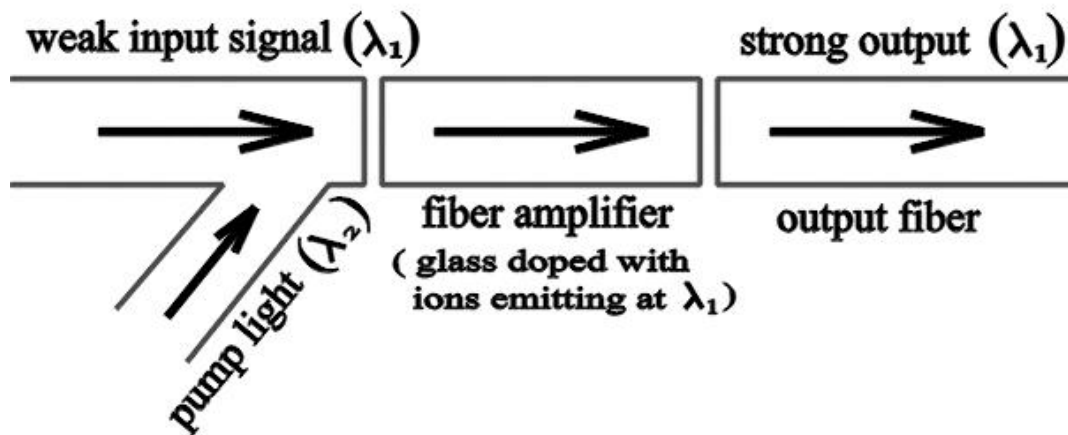 weak input signal (λ₁)
strong output (λ₁)
pump light (λ₂)
fiber amplifier
( glass doped with
ions emitting at λ₁)
output fiber